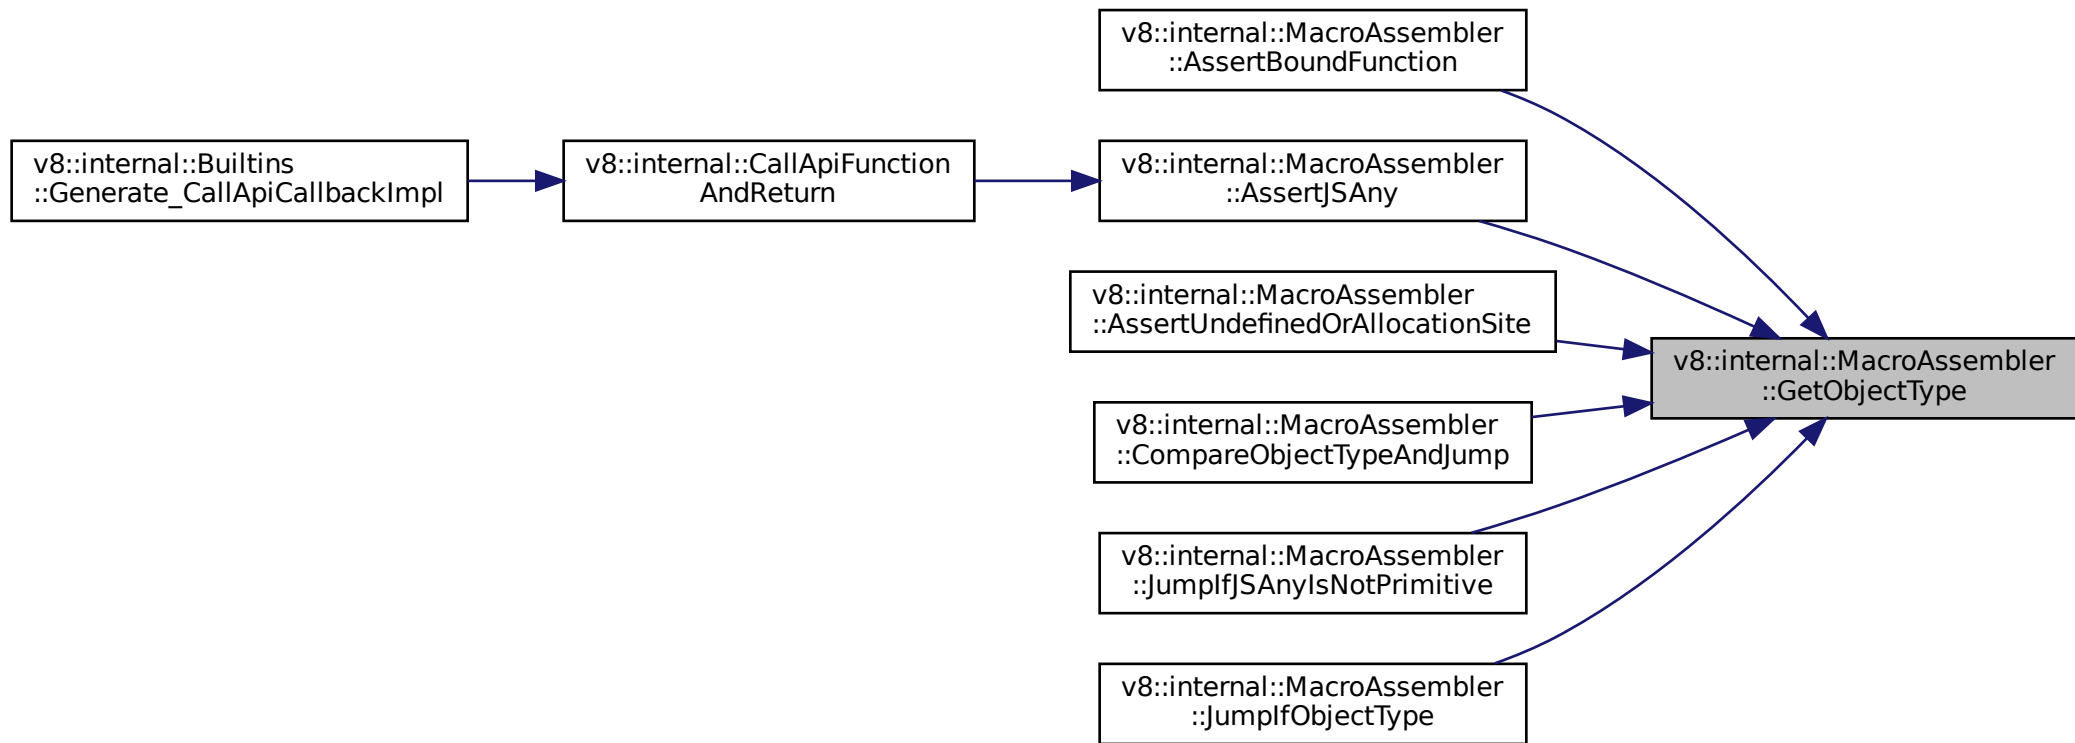 v8::internal::MacroAssembler
::AssertBoundFunction
v8::internal::Builtins
::Generate_CallApiCallbackImpl
v8::internal::CallApiFunction
AndReturn
v8::internal::MacroAssembler
::AssertJSAny
v8::internal::MacroAssembler
::AssertUndefinedOrAllocationSite
v8::internal::MacroAssembler
::GetObjectType
v8::internal::MacroAssembler
::CompareObjectTypeAndJump
v8::internal::MacroAssembler
::JumpIfJSAnyIsNotPrimitive
v8::internal::MacroAssembler
::JumpIfObjectType